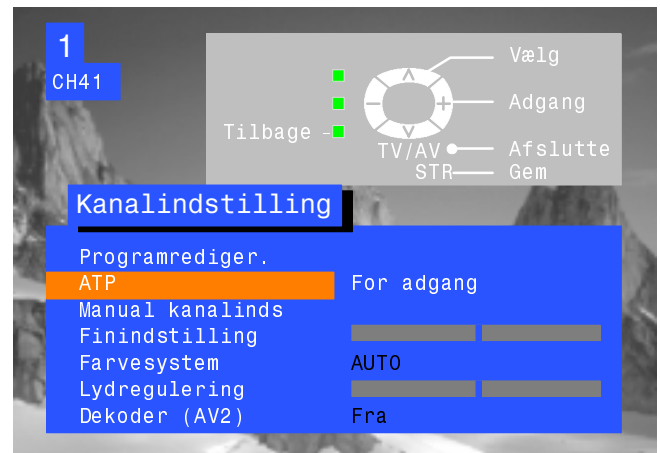 1
CH41
Vælg
Adgang
Tilbage
TV/AV Afslutte
STR Gem
Kanalindstilling
Programrediger.
ATP For adgang
Manual kanalinds
Finindstilling
Farvesystem AUTO
Lydregulering
Dekoder (AV2) Fra